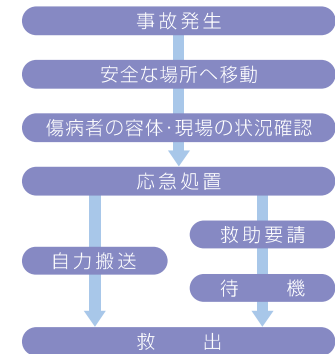 事故発生
安全な場所へ移動
傷病者の容体·現場の状況確認
応急処置
自力搬送
救助要請
待　機
救　出